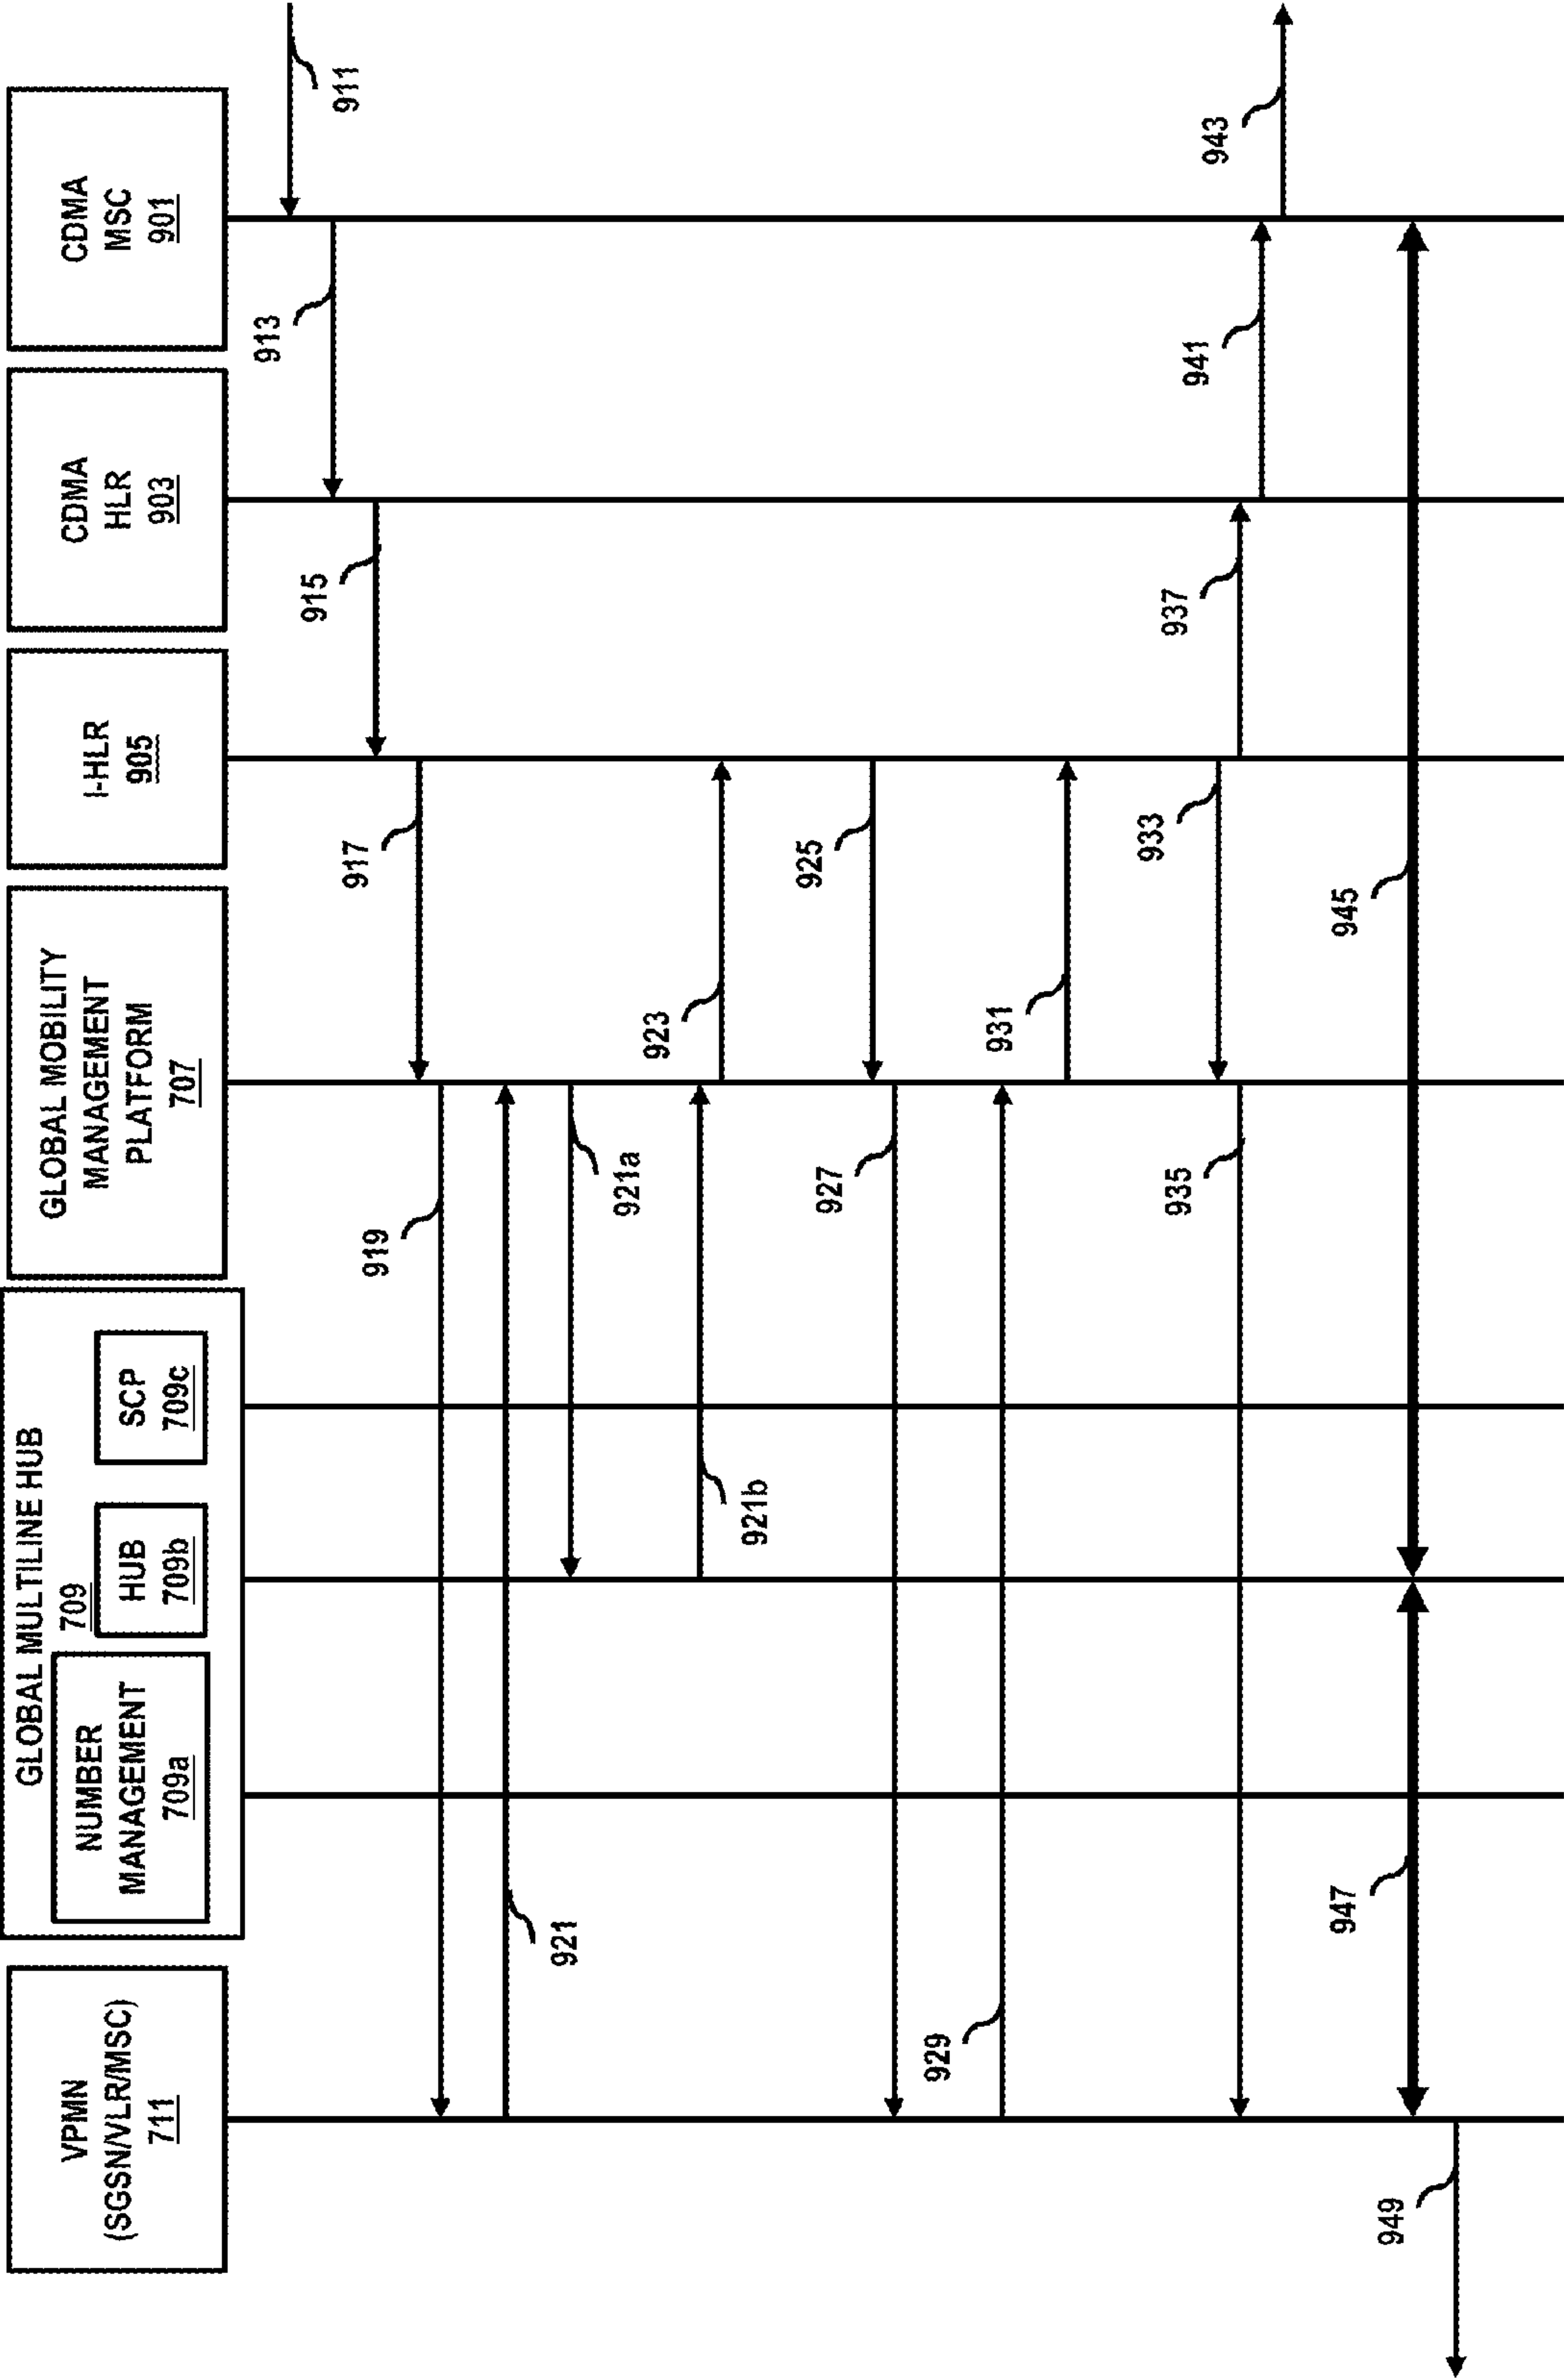 VPMN
(SGSN/VLR/MSC)
711
GLOBAL MULTILINE HUB
709
NUMBER
MANAGEMENT
709a
HUB
709b
SCP
709c
GLOBAL MOBILITY
MANAGEMENT
PLATFORM
707
I-HLR
905
CDMA
HLR
903
CDMA
MSC
901
911
913
915
917
919
921
921a
921b
923
925
927
929
931
933
935
937
941
943
945
947
949